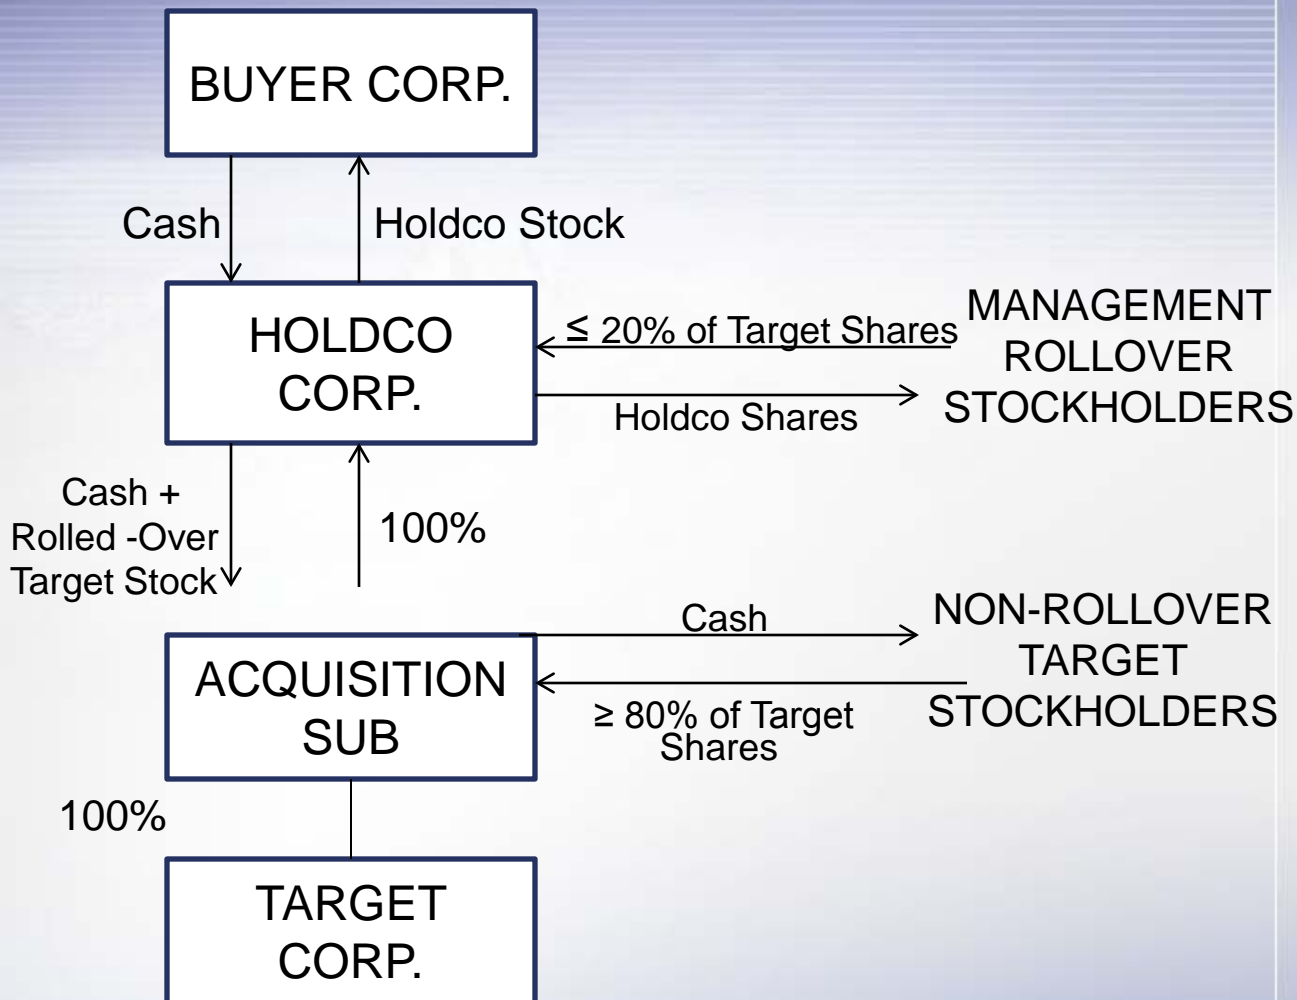 BUYER CORP.
Cash
Holdco Stock
HOLDCO
CORP.
≤ 20% of Target Shares
Holdco Shares
MANAGEMENT
ROLLOVER
STOCKHOLDERS
Cash +
Rolled -Over
Target Stock
100%
ACQUISITION
SUB
Cash
≥ 80% of Target
Shares
NON-ROLLOVER
TARGET
STOCKHOLDERS
100%
TARGET
CORP.